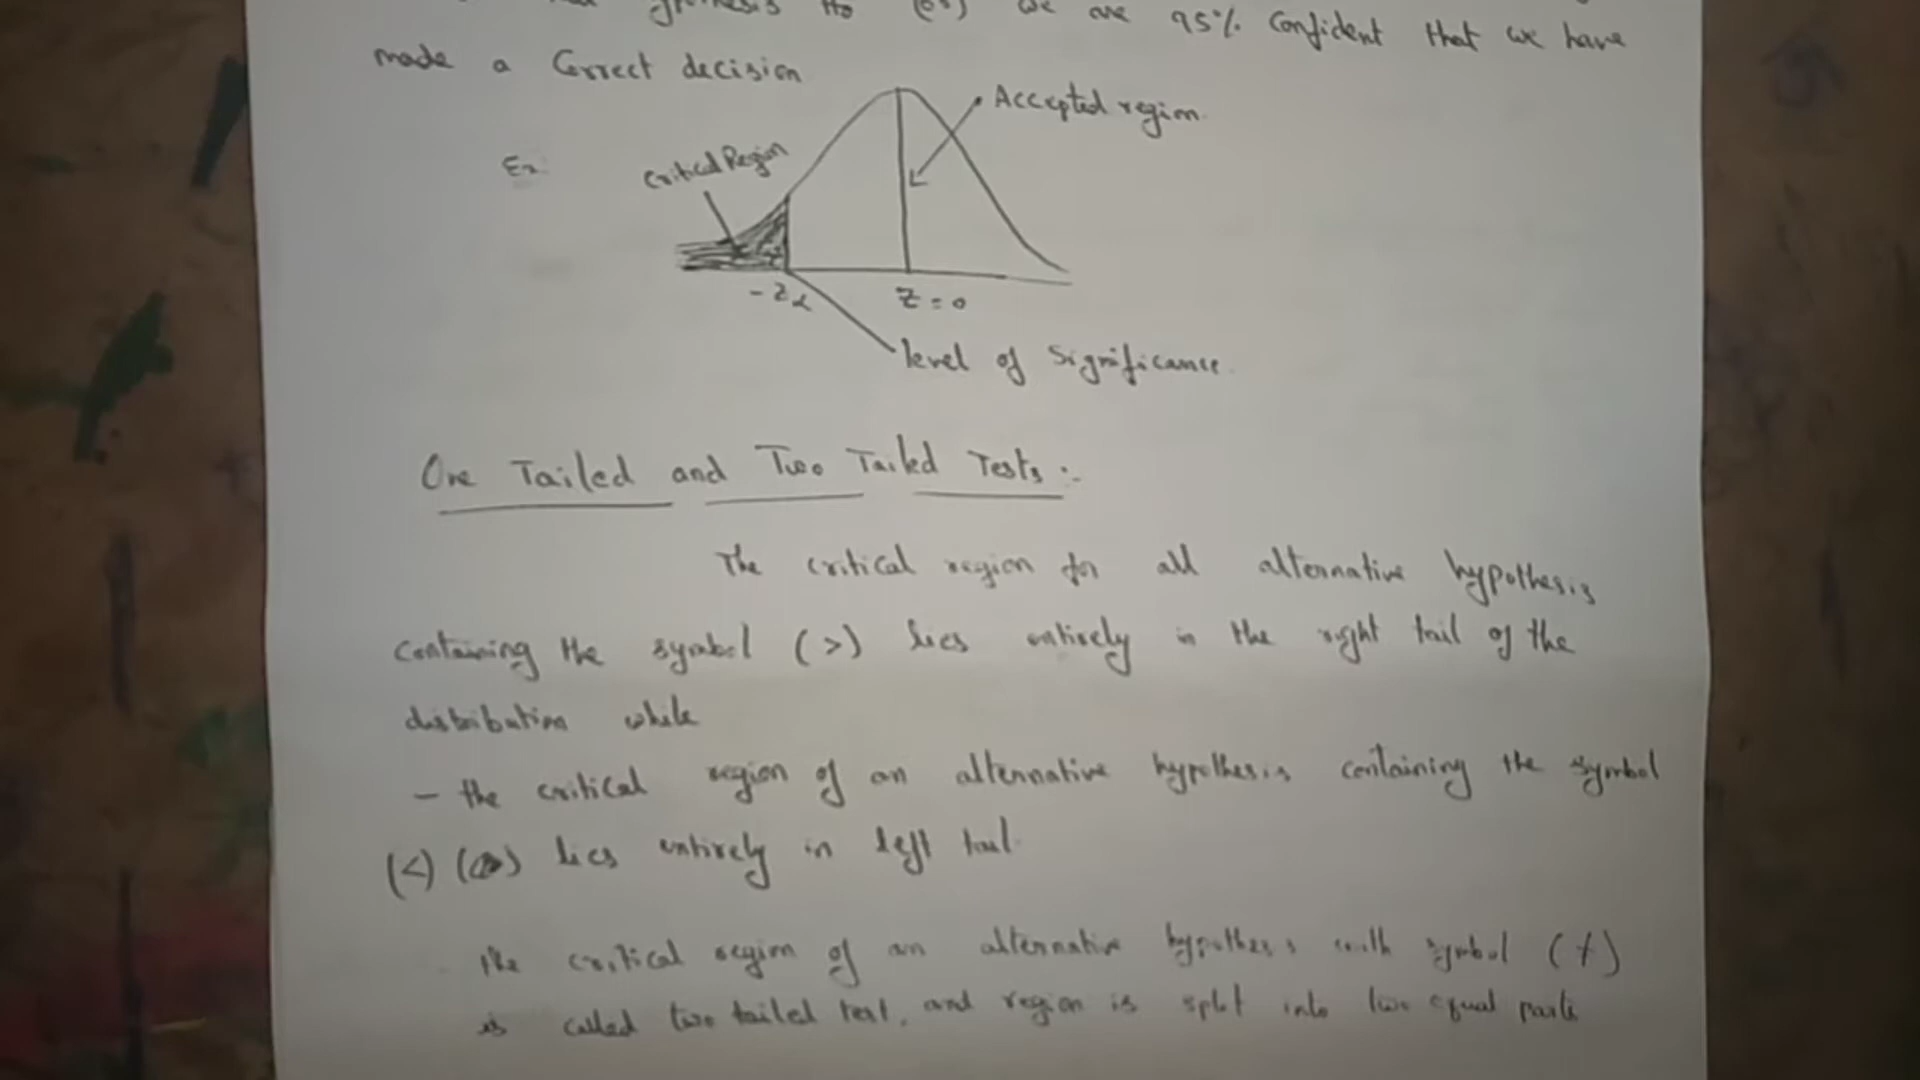 Hypothesis Ho (or) we are 95% Confident that we have
made a Correct decision
Ex:
Critical Region
Accepted region
-Zα
Z=0
level of Significance.
One Tailed and Two Tailed Tests :-
The critical region for all alternative hypothesis
containing the symbol (>) lies entirely in the right tail of the
distribution while
- the critical region of an alternative hypothesis containing the symbol
(<) lies entirely in left tail
the critical region of an alternative hypothesis with symbol (≠)
is called two tailed test, and region is split into two equal parts